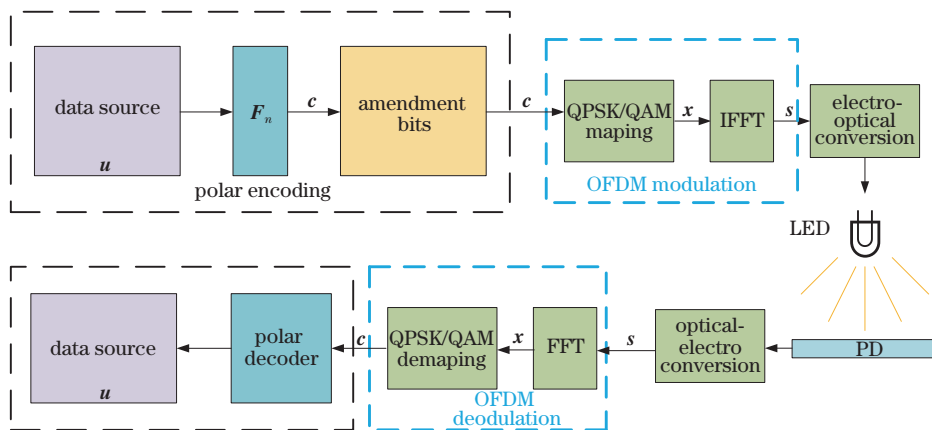 data source
u
F_n
polar encoding
c
amendment
bits
c
QPSK/QAM
maping
x
IFFT
s
OFDM modulation
electro-
optical
conversion
LED
data source
u
polar
decoder
c
QPSK/QAM
demaping
x
FFT
OFDM
deodulation
s
optical-
electro
conversion
PD